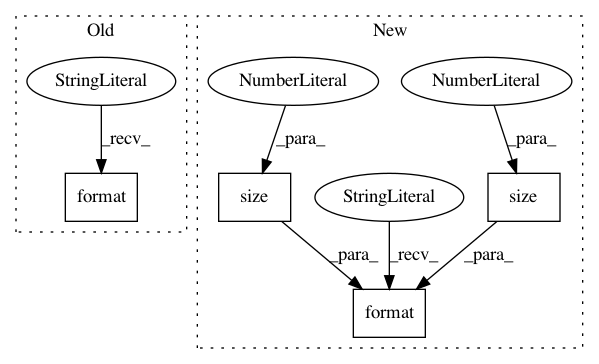 Old
New
StringLiteral
NumberLiteral
NumberLiteral
_recv_
_para_
_para_
format
size
StringLiteral
size
_para_
_recv_
_para_
format